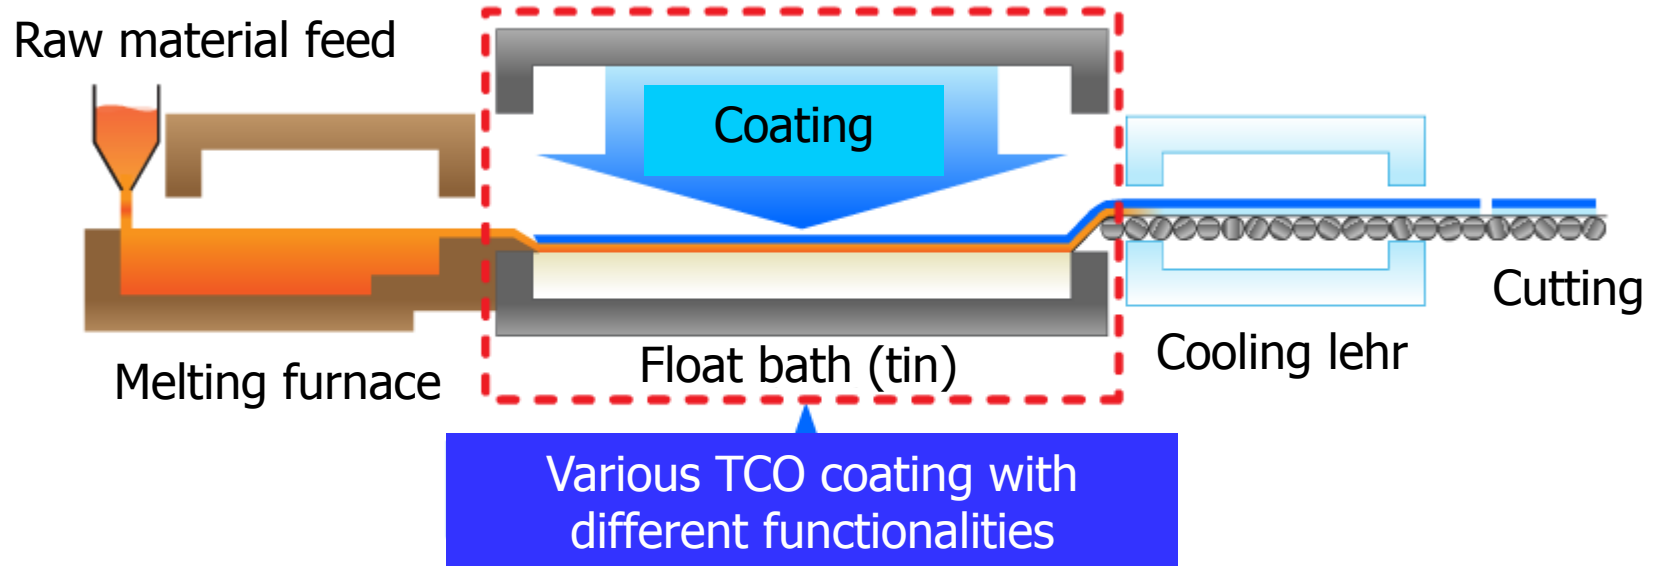 Raw material feed
Coating
Melting furnace
Float bath (tin)
Cooling lehr
Cutting
Various TCO coating with
different functionalities